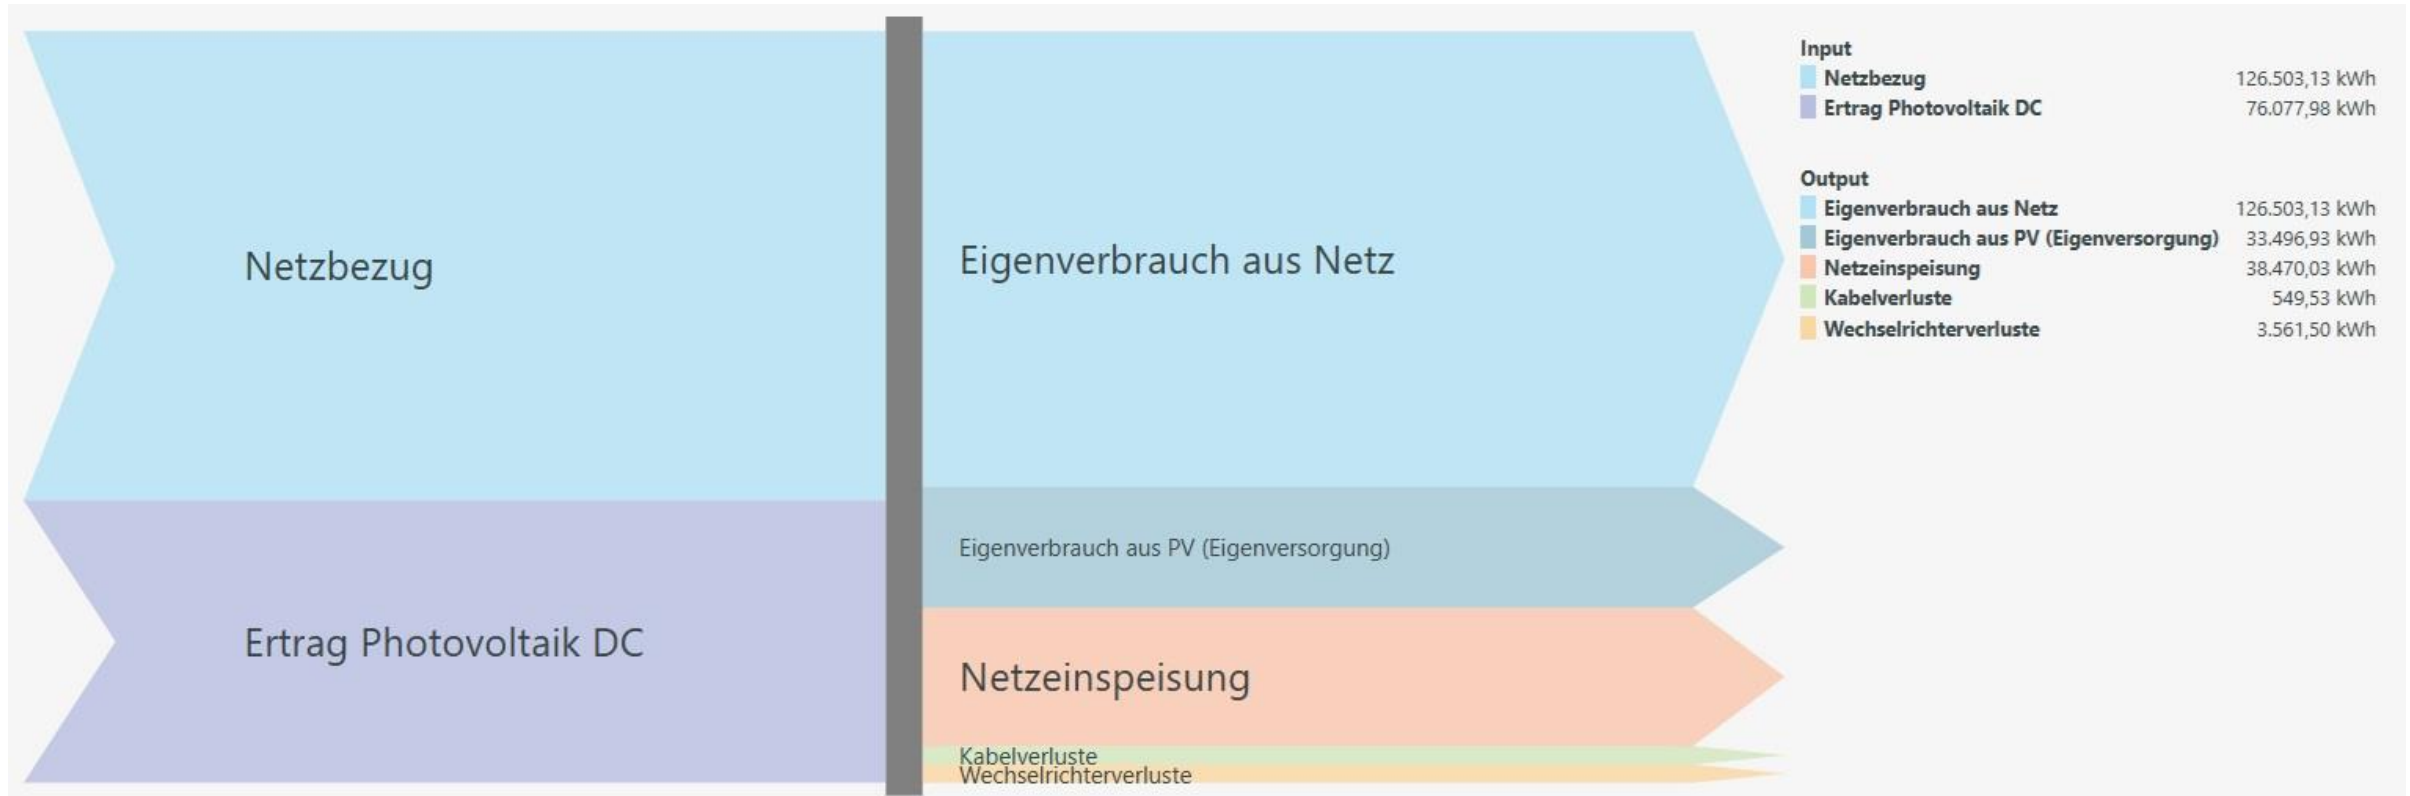 Netzbezug
Ertrag Photovoltaik DC
Eigenverbrauch aus Netz
Eigenverbrauch aus PV (Eigenversorgung)
Netzeinspeisung
Kabelverluste
Wechselrichterverluste
Input
Netzbezug 126.503,13 kWh
Ertrag Photovoltaik DC 76.077,98 kWh
Output
Eigenverbrauch aus Netz 126.503,13 kWh
Eigenverbrauch aus PV (Eigenversorgung) 33.496,93 kWh
Netzeinspeisung 38.470,03 kWh
Kabelverluste 549,53 kWh
Wechselrichterverluste 3.561,50 kWh